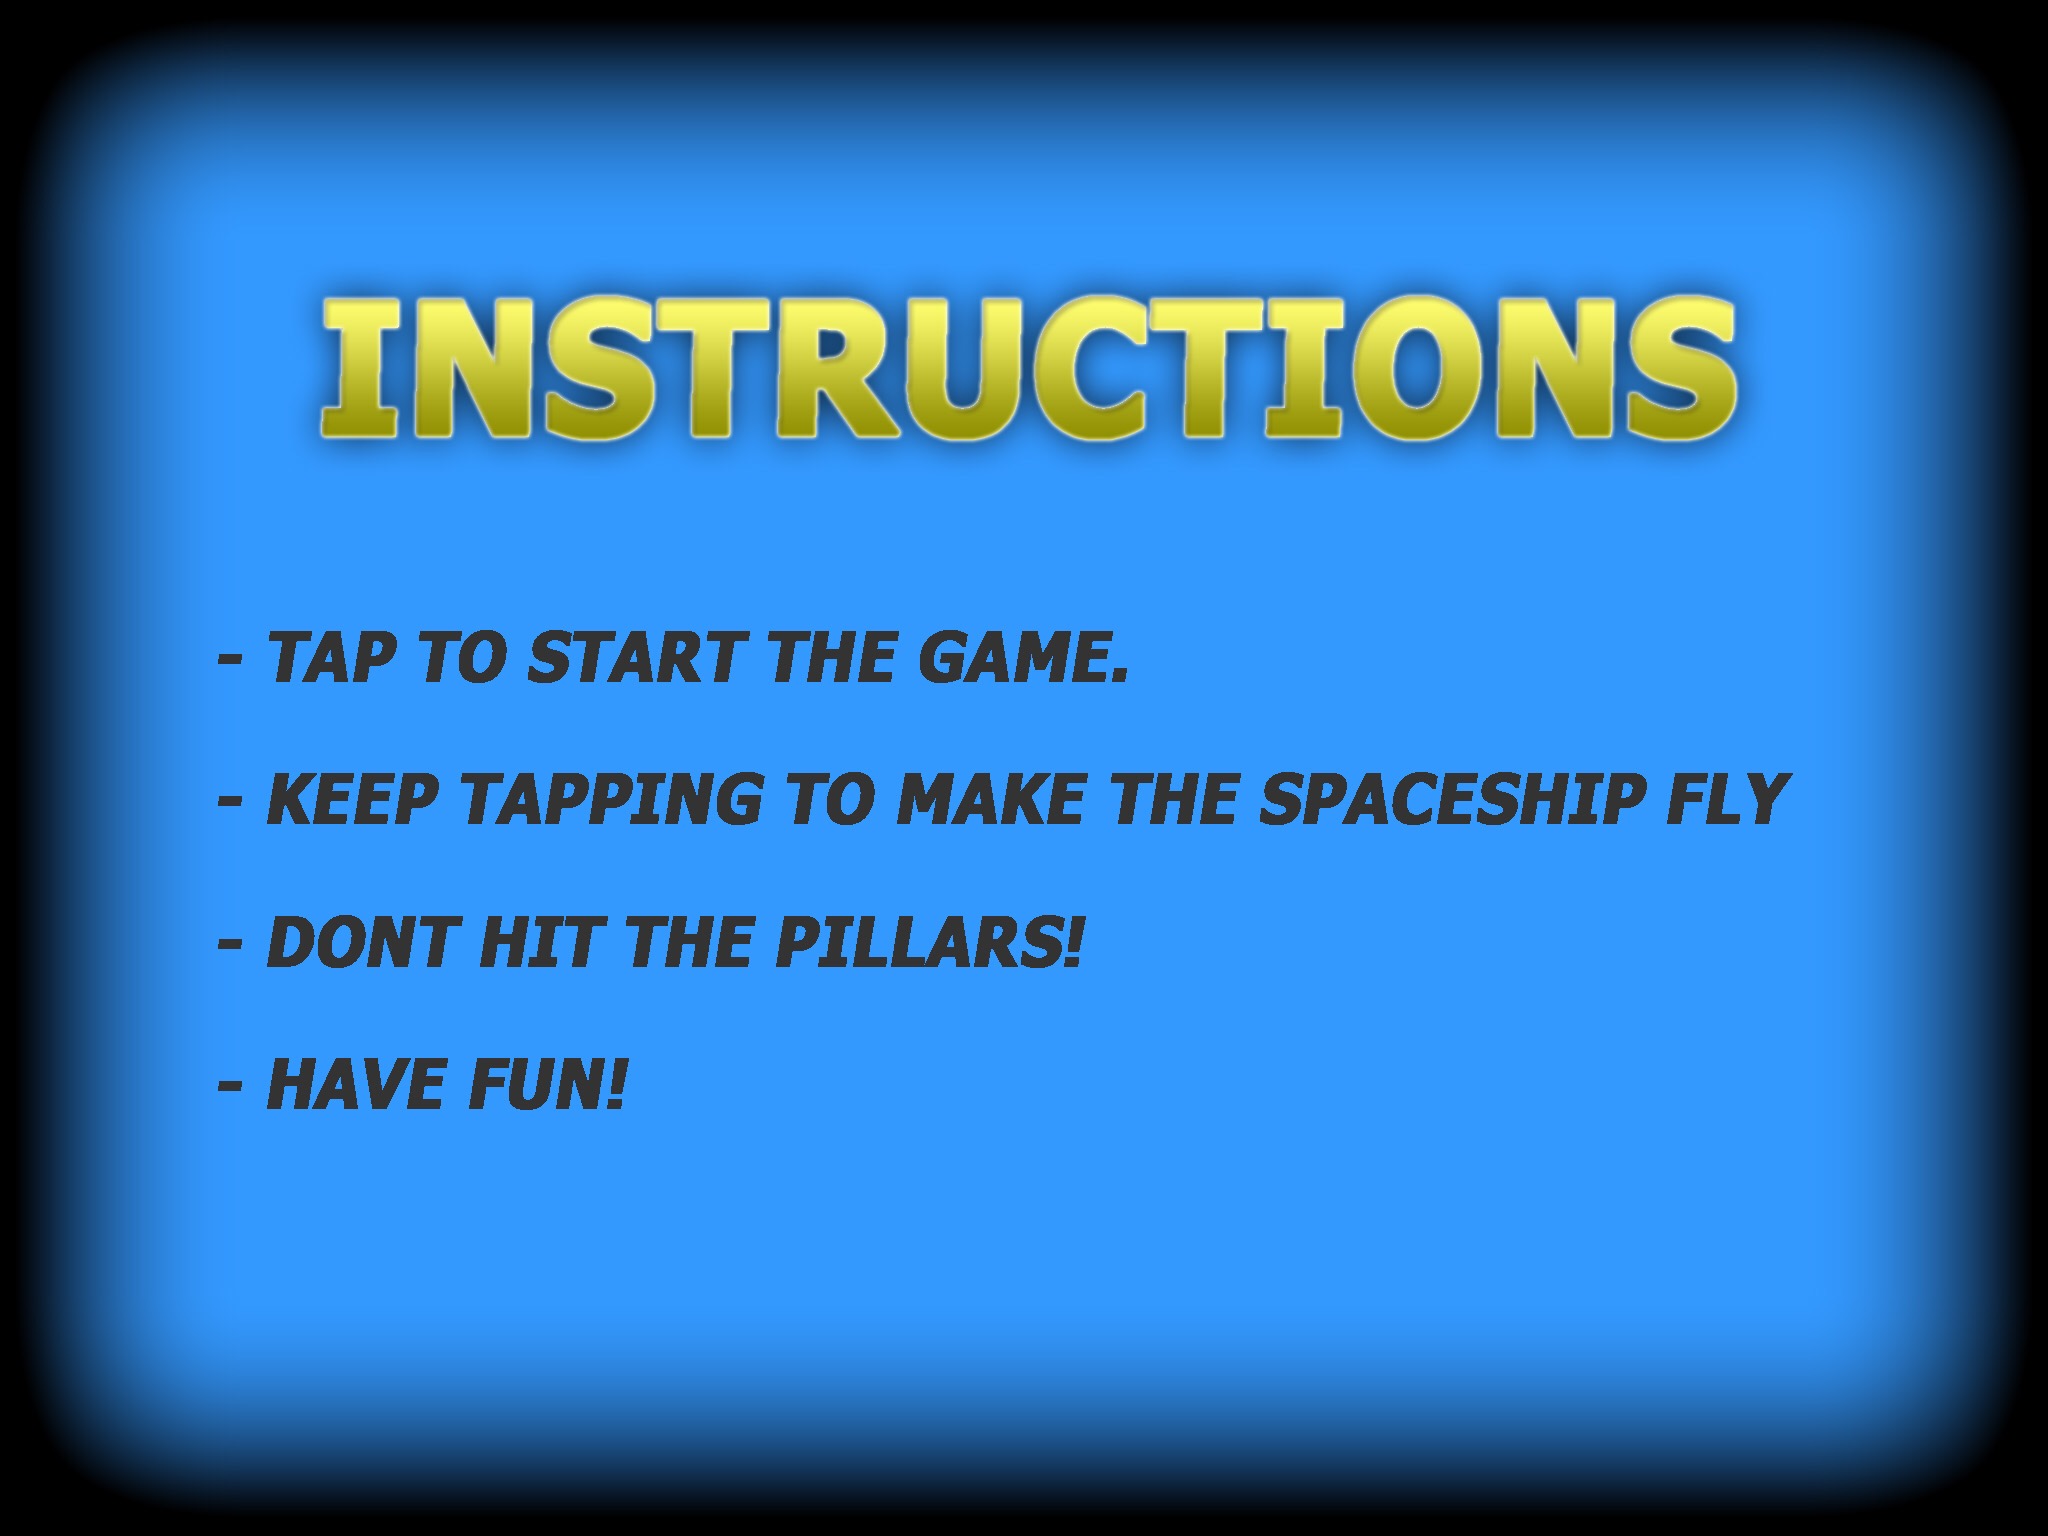 INSTRUCTIONS
- TAP TO START THE GAME.
- KEEP TAPPING TO MAKE THE SPACESHIP FLY
- DONT HIT THE PILLARS!
- HAVE FUN!